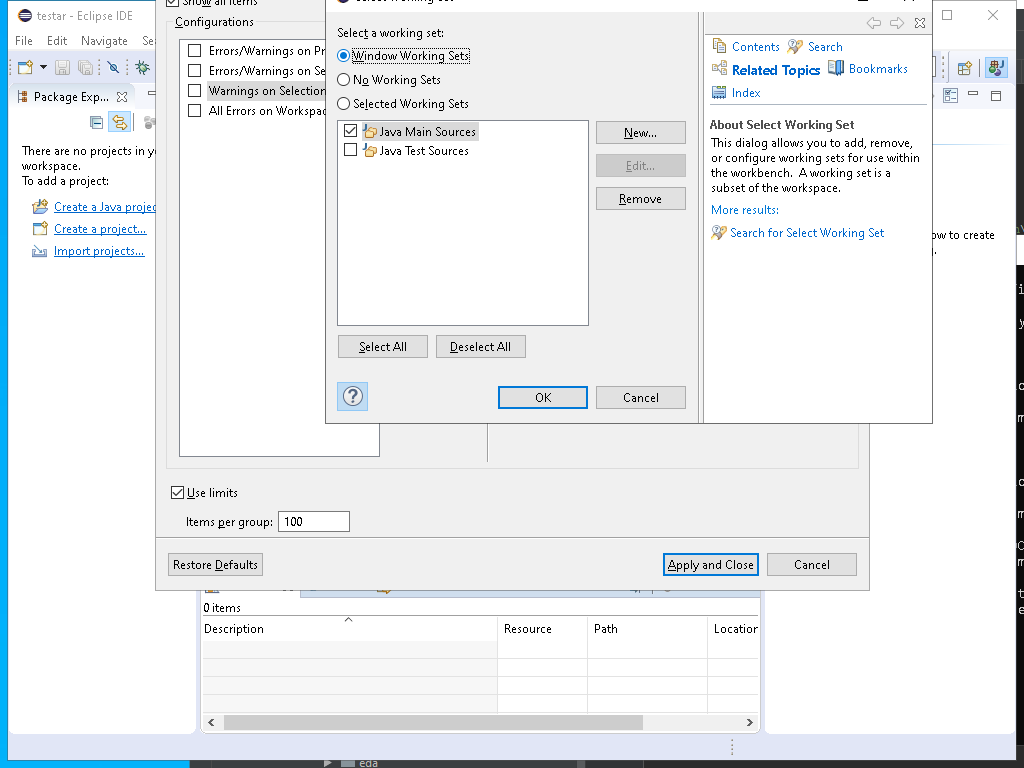 testar - Eclipse IDE
File Edit Navigate
Package Exp...
There are no projects in
workspace.
To add a project:
Create a Java
Create a project...
Import projects...
Show all items
Configurations
Errors/Warnings on
Errors/Warnings on
Warnings on Selection
All Errors on
Use limits
Items per group: 100
Restore Defaults
Apply and Close
Cancel
Select a working set:
Window Working Sets
No Working Sets
Selected Working Sets
Java Main Sources
Java Test Sources
New...
Edit...
Remove
Select All
Deselect All
OK
Cancel
Contents Search
Related Topics Bookmarks
Index
About Select Working Set
This dialog allows you to add, remove,
or configure working sets for use within
the workbench. A working set is a
subset of the workspace.
More results:
Search for Select Working Set
to create
0 items
Description Resource Path Location
eda